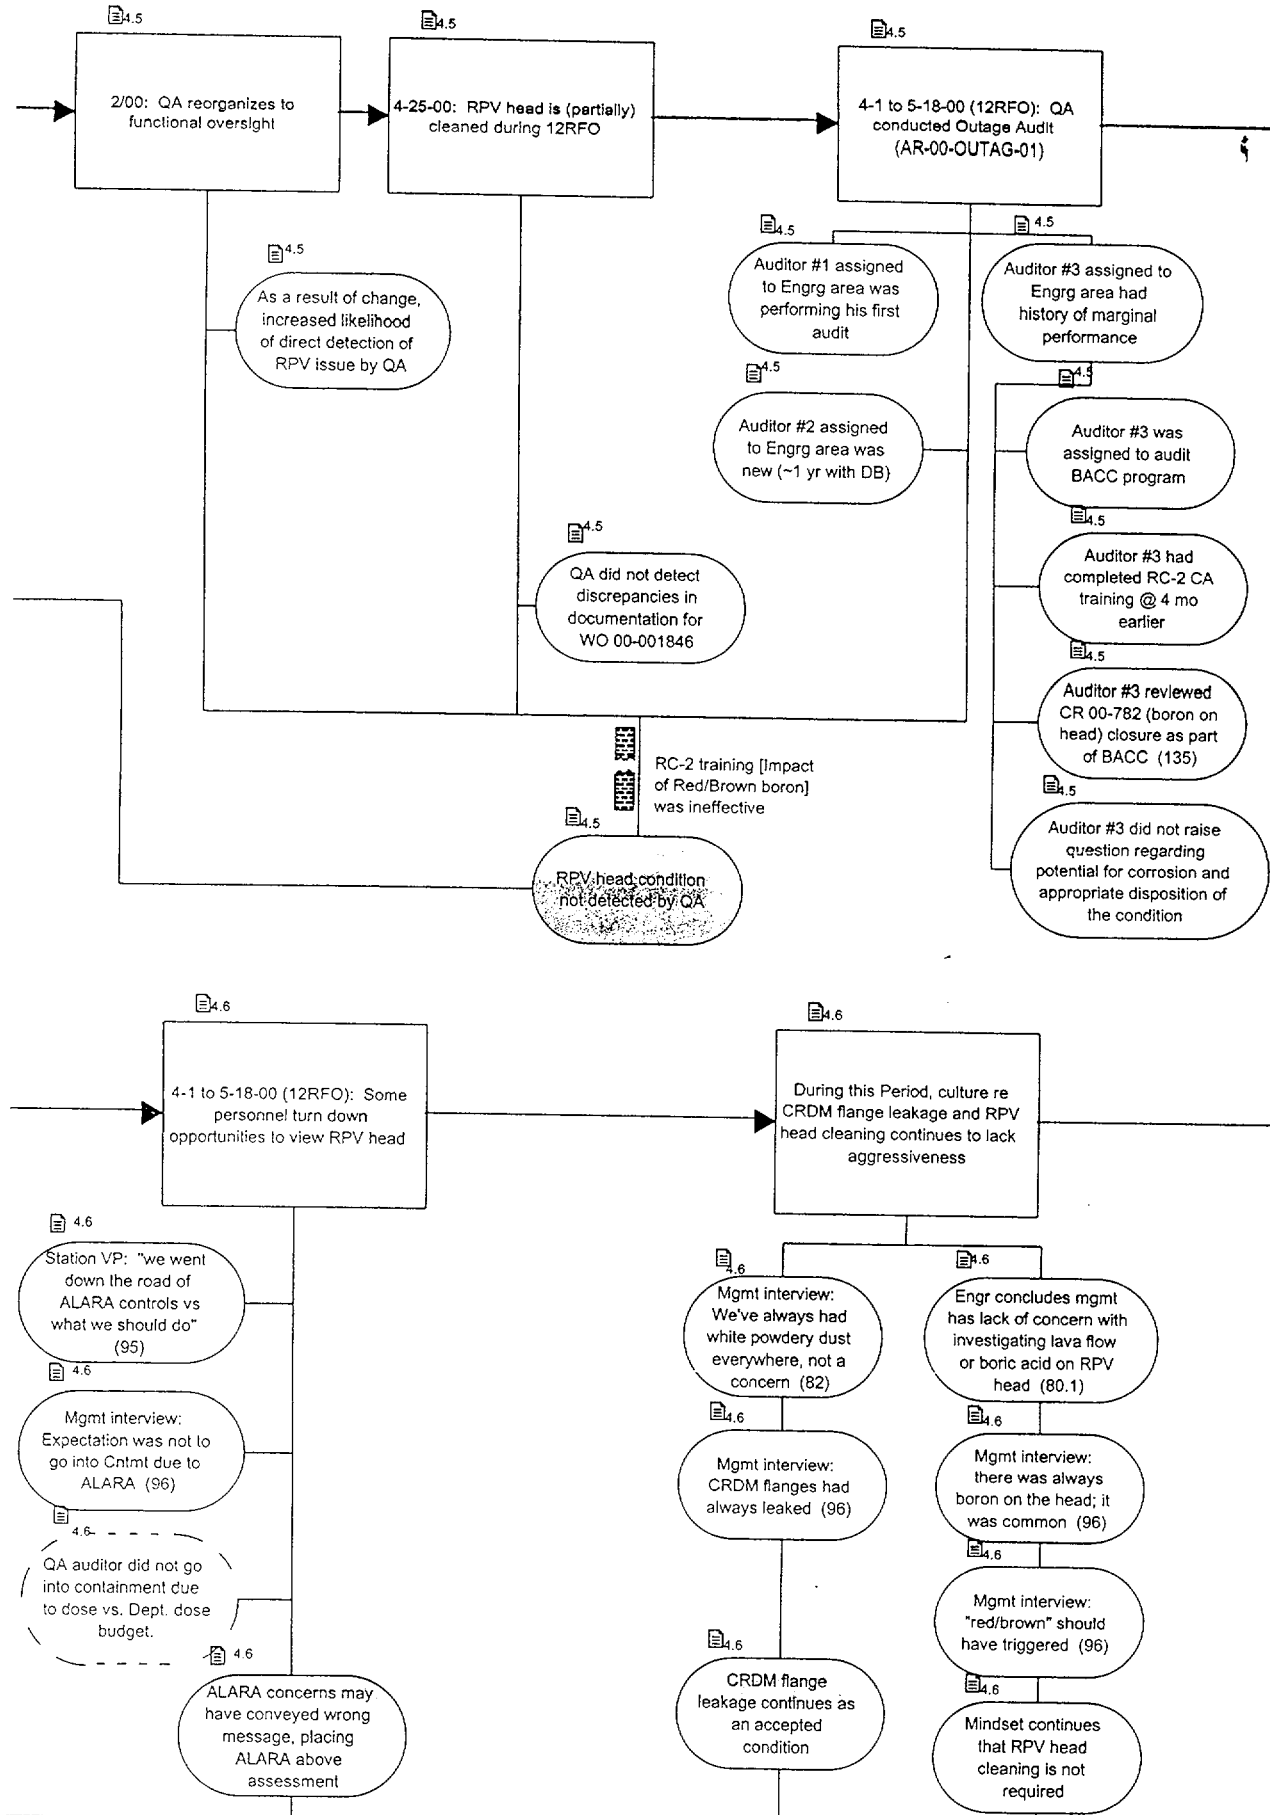 4.5
2/00: QA reorganizes to
functional oversight
4.5
4-25-00: RPV head is (partially)
cleaned during 12RFO
4.5
4-1 to 5-18-00 (12RFO): QA
conducted Outage Audit
(AR-00-OUTAG-01)
4.5
As a result of change,
increased likelihood
of direct detection of
RPV issue by QA
4.5
QA did not detect
discrepancies in
documentation for
WO 00-001846
4.5
Auditor #1 assigned
to Engrg area was
performing his first
audit
4.5
Auditor #2 assigned
to Engrg area was
new (~1 yr with DB)
4.5
Auditor #3 assigned to
Engrg area had
history of marginal
performance
4.5
Auditor #3 was
assigned to audit
BACC program
4.5
Auditor #3 had
completed RC-2 CA
training @ 4 mo
earlier
4.5
Auditor #3 reviewed
CR 00-782 (boron on
head) closure as part
of BACC (135)
4.5
Auditor #3 did not raise
question regarding
potential for corrosion and
appropriate disposition of
the condition
RC-2 training [Impact
of Red/Brown boron]
was ineffective
4.5
RPV head condition
not detected by QA
4.6
4-1 to 5-18-00 (12RFO): Some
personnel turn down
opportunities to view RPV head
4.6
During this Period, culture re
CRDM flange leakage and RPV
head cleaning continues to lack
aggressiveness
4.6
Station VP: "we went
down the road of
ALARA controls vs
what we should do"
(95)
4.6
Mgmt interview:
Expectation was not to
go into Cntmt due to
ALARA (96)
4.6
QA auditor did not go
into containment due
to dose vs. Dept. dose
budget.
4.6
ALARA concerns may
have conveyed wrong
message, placing
ALARA above
assessment
4.6
Mgmt interview:
We've always had
white powdery dust
everywhere, not a
concern (82)
4.6
Mgmt interview:
CRDM flanges had
always leaked (96)
4.6
CRDM flange
leakage continues as
an accepted
condition
4.6
Engr concludes mgmt
has lack of concern with
investigating lava flow
or boric acid on RPV
head (80.1)
4.6
Mgmt interview:
there was always
boron on the head; it
was common (96)
4.6
Mgmt interview:
"red/brown" should
have triggered (96)
4.6
Mindset continues
that RPV head
cleaning is not
required